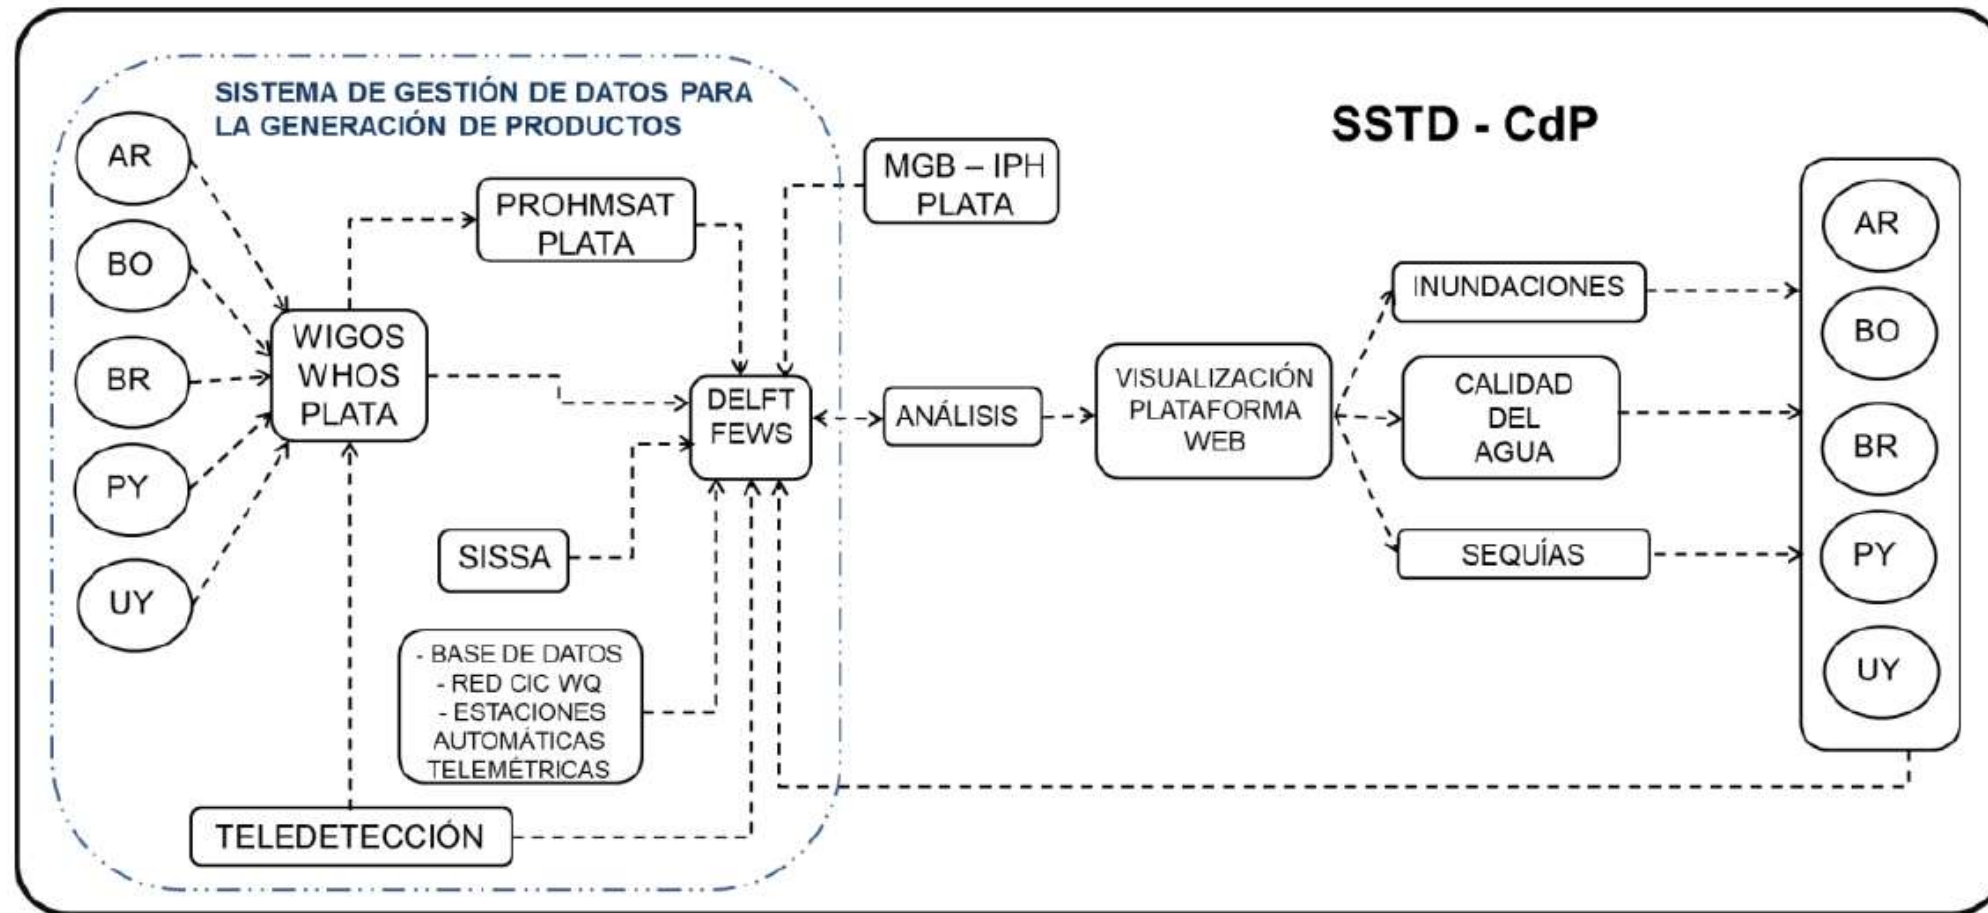 SISTEMA DE GESTIÓN DE DATOS PARA
LA GENERACIÓN DE PRODUCTOS
SSTD - CdP
AR
BO
BR
PY
UY
WIGOS
WHOS
PLATA
PROHMSAT
PLATA
MGB – IPH
PLATA
DELFT
FEWS
SISSA
- BASE DE DATOS
- RED CIC WQ
- ESTACIONES
AUTOMÁTICAS
TELEMÉTRICAS
TELEDETECCIÓN
ANÁLISIS
VISUALIZACIÓN
PLATAFORMA
WEB
INUNDACIONES
CALIDAD
DEL
AGUA
SEQUÍAS
AR
BO
BR
PY
UY